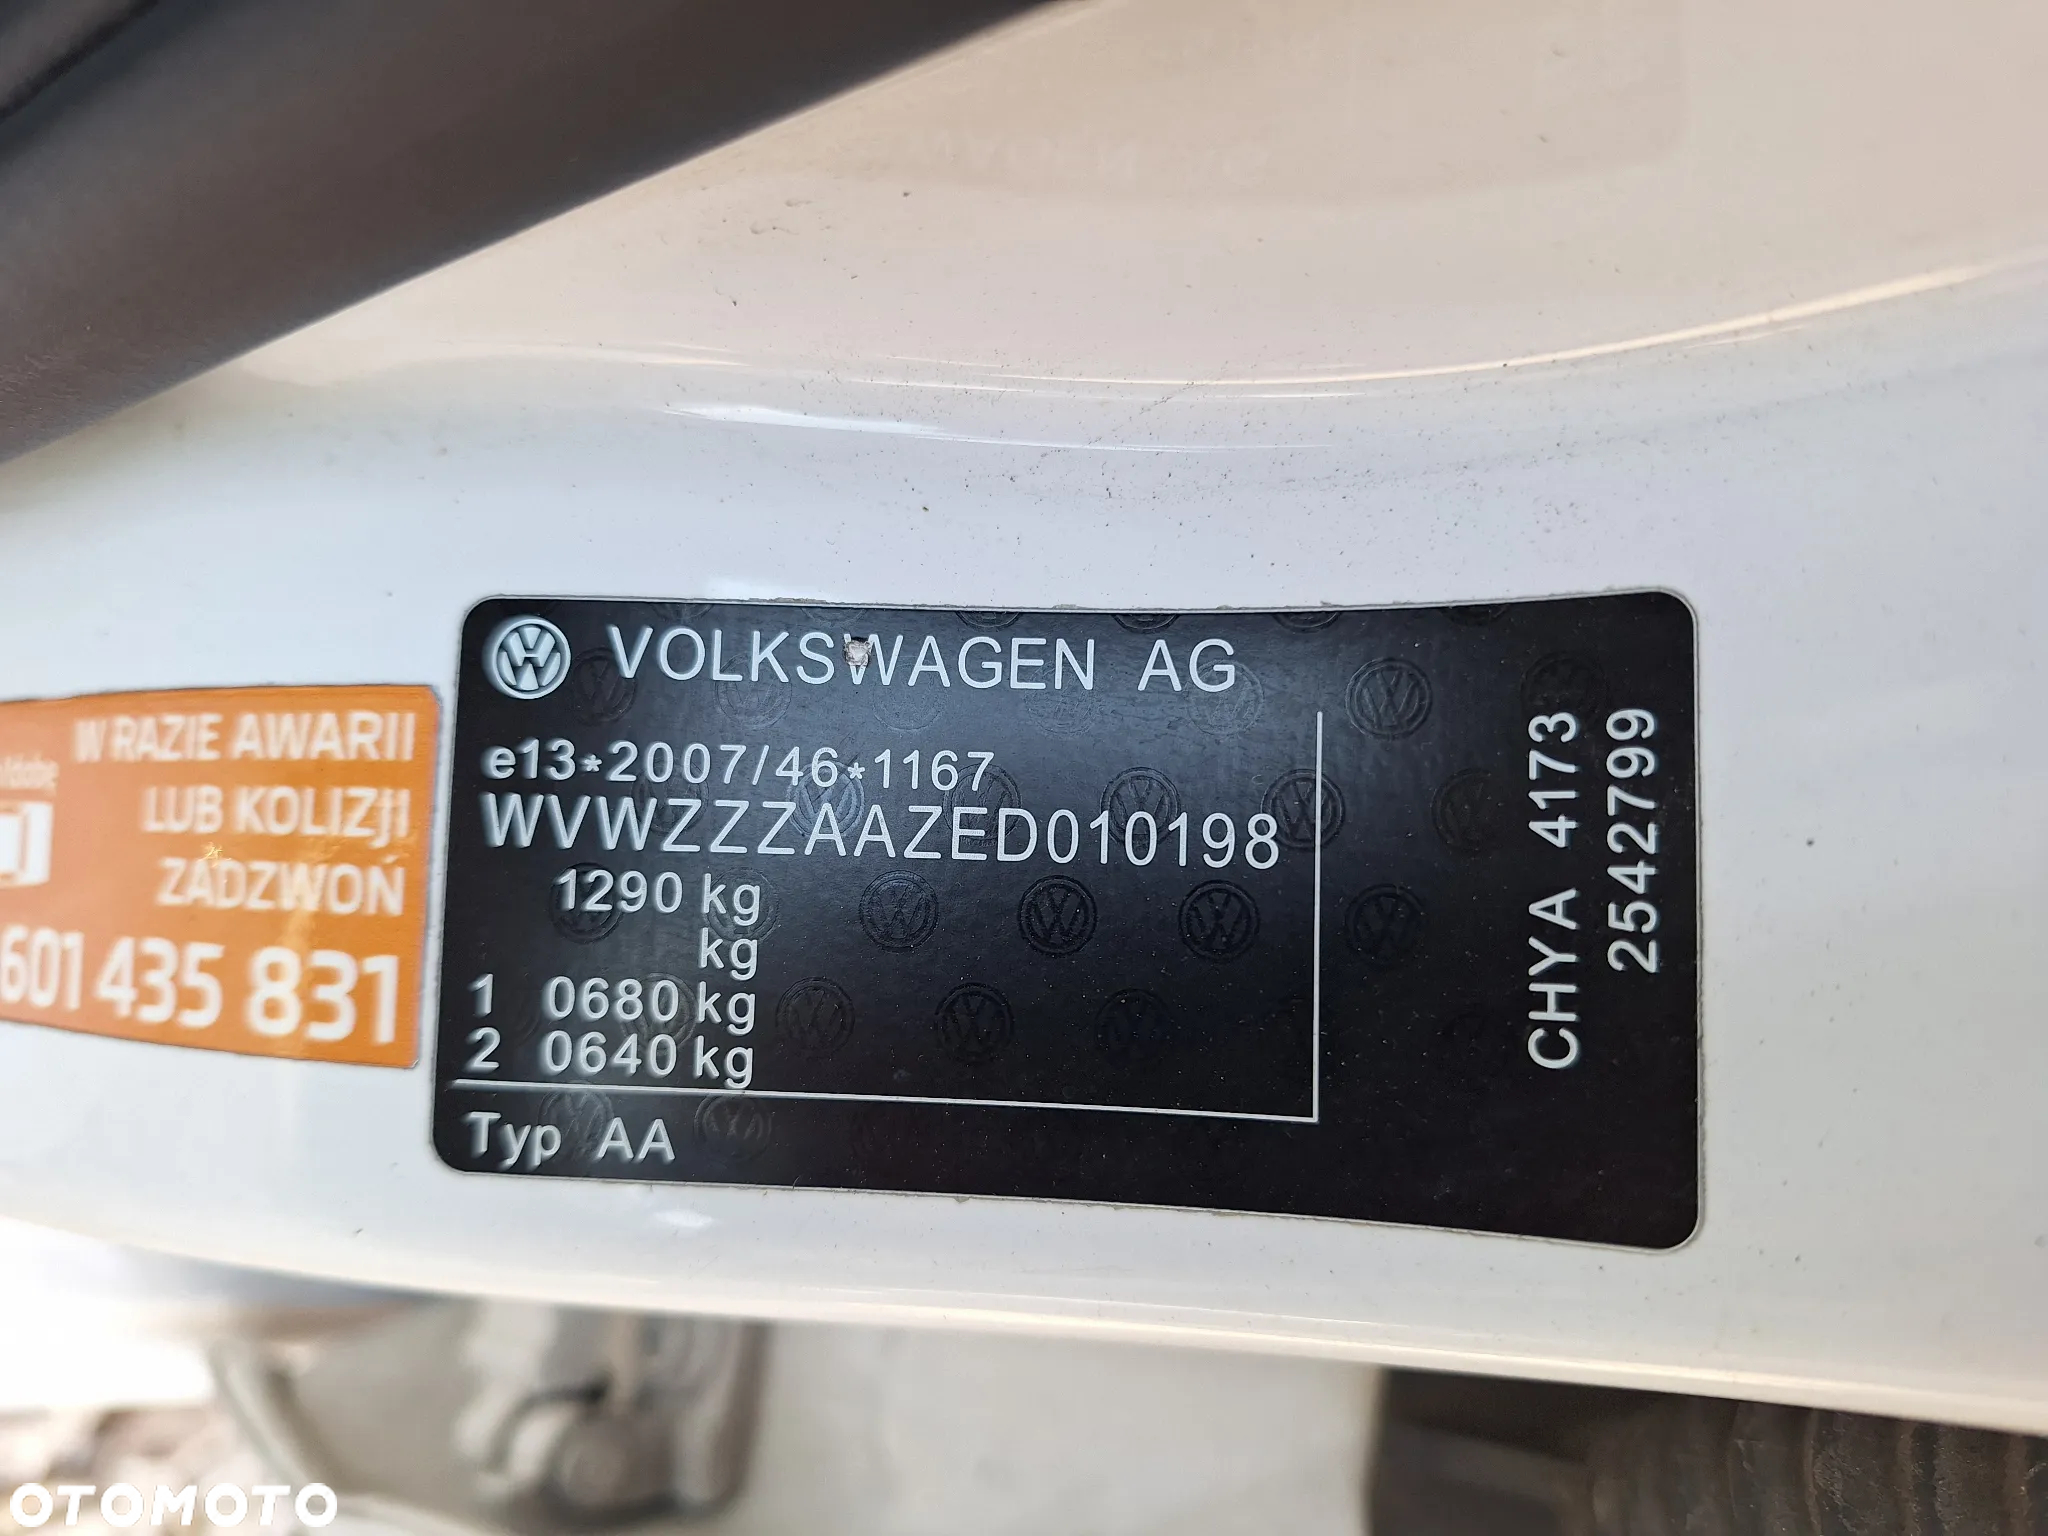 VOLKSWAGEN AG
e13*2007/46*1167
WVWZZZAAZED010198
1290 kg
kg
1 0680 kg
2 0640 kg
Typ AA
CHYA 4173
2542799
W RAZIE AWARII
LUB KOLIZJI
ZADZWOŃ
601 435 831
OTOMOTO